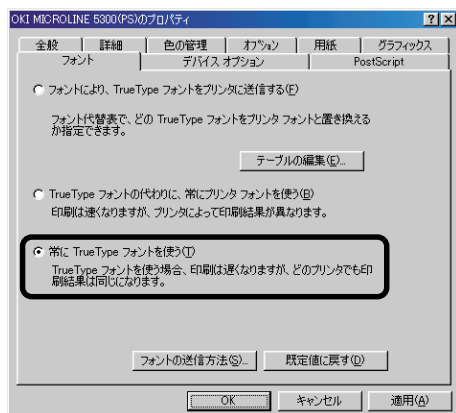 OKI MICROLINE 5300(PS)のプロパティ
全般 詳細 色の管理 オプション 用紙 グラフィックス
フォント デバイス オプション PostScript
フォントにより、TrueType フォントをプリンタに送信する(F)
フォント代替表で、どの TrueType フォントをプリンタ フォントと置き換える
か指定できます。
テーブルの編集(E)...
TrueType フォントの代わりに、常にプリンタ フォントを使う(B)
印刷は速くなりますが、プリンタによって印刷結果が異なります。
常に TrueType フォントを使う(T)
TrueType フォントを使う場合、印刷は遅くなりますが、どのプリンタでも印
刷結果は同じになります。
フォントの送信方法(S)... 既定値に戻す(D)
OK キャンセル 適用(A)